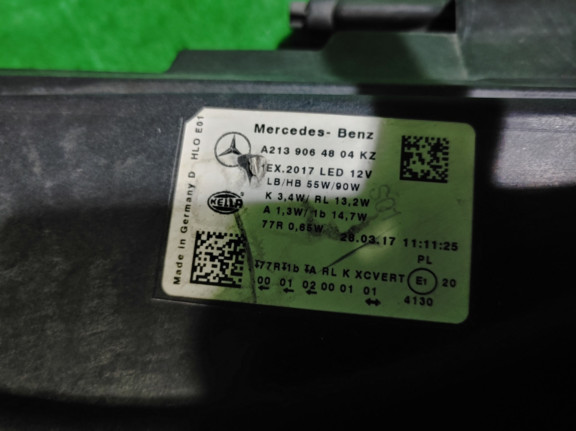 Mercedes- Benz
A213 906 48 04 KZ
EX.2017 LED 12V
LB/HB 55W/90W
K 3,4W/ RL 13,2W
A 1,3W/ 1b 14,7W
77R 0,65W
28.03.17 11:11:25
PL
77R 1b 1A RL K XCVERT E1 20
00 01 02 00 01 01 4130
HELLA
Made in Germany D - HLO E01